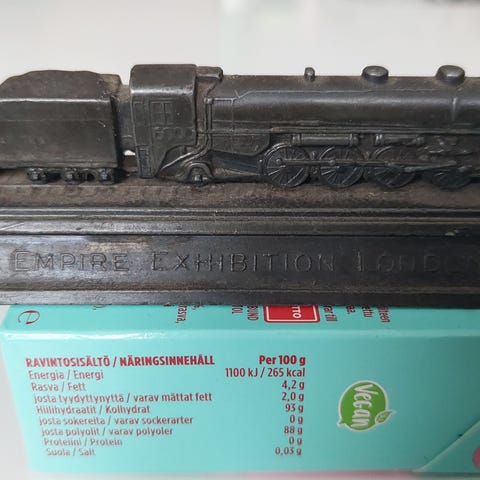 EMPIRE EXHIBITION LONDON
RAVINTOSISÄLTÖ / NÄRINGSINNEHÅLL Per 100 g
Energia / Energi 1100 kJ / 265 kcal
Rasva / Fett 4,2 g
josta tyydyttynyttä / varav mättat fett 2,0 g
Hiilihydraatit / Kolhydrat 93 g
josta sokereita / varav sockerarter 0 g
josta polyolit / varav polyoler 88 g
Proteiini / Protein 0 g
Suola / Salt 0,03 g
Vegan